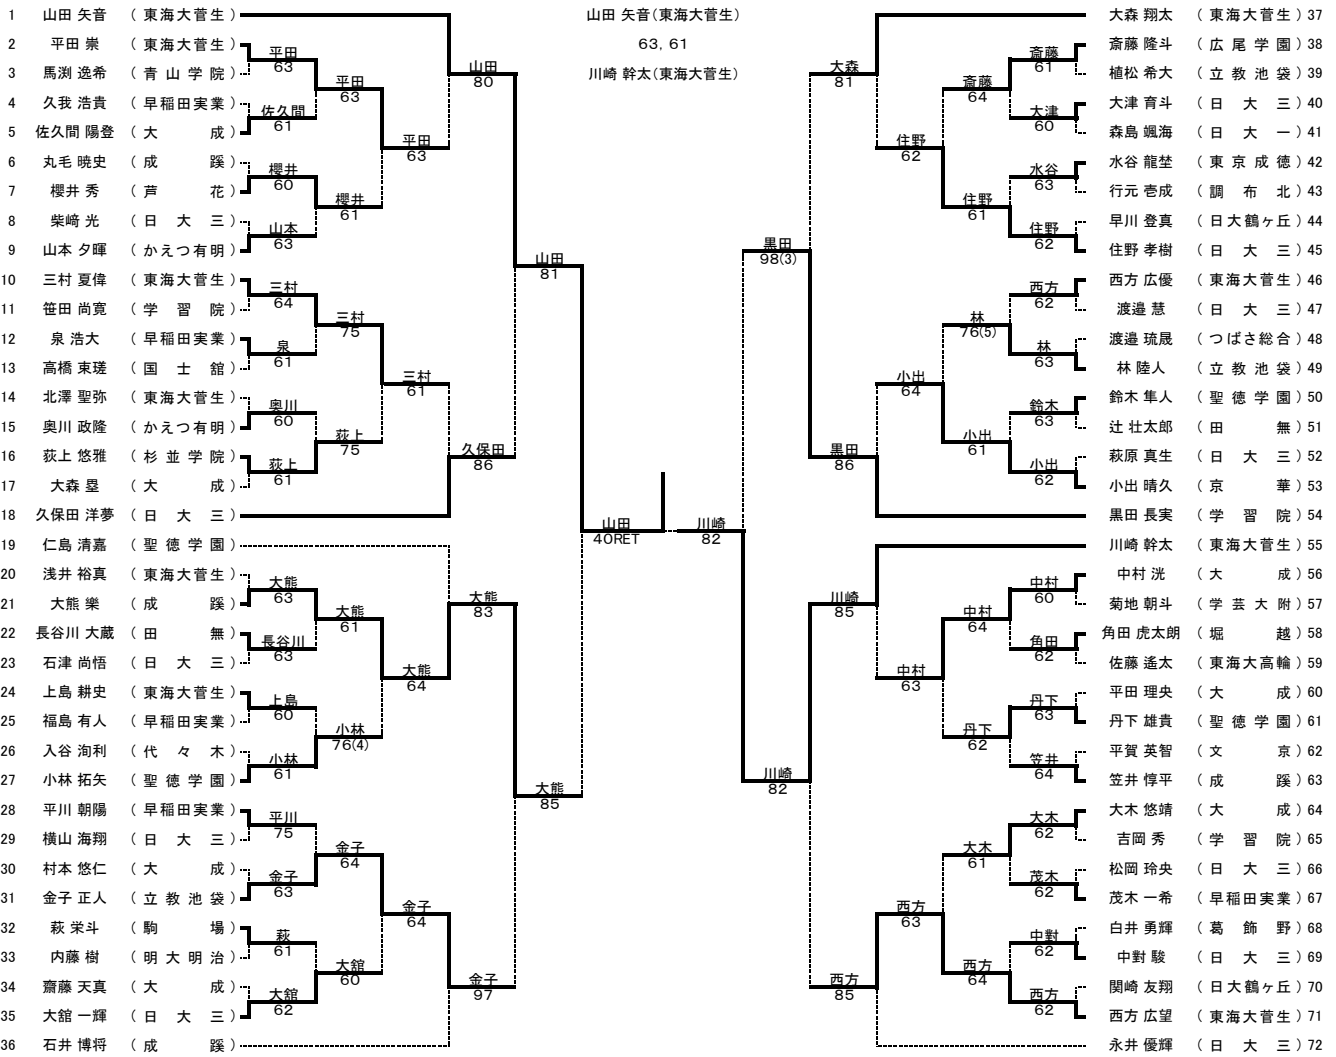 山田 矢音(東海大菅生)
63, 61
川崎 幹太(東海大菅生)
1 山田 矢音 (東海大菅生)
2 平田 崇 (東海大菅生)
3 馬渕 逸希 (青山学院)
4 久我 浩貴 (早稲田実業)
5 佐久間 陽登 (大 成)
6 丸毛 暁史 (成 蹊)
7 櫻井 秀 (芦 花)
8 柴﨑 光 (日 大 三)
9 山本 夕暉 (かえつ有明)
10 三村 夏偉 (東海大菅生)
11 笹田 尚寛 (学 習 院)
12 泉 浩大 (早稲田実業)
13 高橋 東瑳 (国 士 舘)
14 北澤 聖弥 (東海大菅生)
15 奥川 政隆 (かえつ有明)
16 荻上 悠雅 (杉並学院)
17 大森 塁 (大 成)
18 久保田 洋夢 (日 大 三)
19 仁島 清嘉 (聖徳学園)
20 浅井 裕真 (東海大菅生)
21 大熊 樂 (成 蹊)
22 長谷川 大蔵 (田 無)
23 石津 尚悟 (日 大 三)
24 上島 耕史 (東海大菅生)
25 福島 有人 (早稲田実業)
26 入谷 洵利 (代 々 木)
27 小林 拓矢 (聖徳学園)
28 平川 朝陽 (早稲田実業)
29 横山 海翔 (日 大 三)
30 村本 悠仁 (大 成)
31 金子 正人 (立教池袋)
32 萩 栄斗 (駒 場)
33 内藤 樹 (明大明治)
34 齋藤 天真 (大 成)
35 大舘 一輝 (日 大 三)
36 石井 博将 (成 蹊)
平田
63
佐久間
61
櫻井
60
山本
63
三村
64
泉
61
奥川
60
荻上
61
大熊
63
長谷川
63
上島
60
小林
61
平川
75
金子
63
萩
61
大舘
62
平田
63
櫻井
61
三村
75
荻上
75
大熊
61
小林
76(4)
金子
64
大舘
60
平田
63
三村
61
大熊
64
金子
64
山田
80
久保田
86
大熊
83
金子
97
山田
81
大熊
85
山田
40RET
川崎
82
黒田
98(3)
川崎
82
大森
81
黒田
86
川崎
85
西方
85
住野
62
小出
64
中村
63
西方
63
斎藤
64
住野
61
林
76(5)
小出
61
中村
64
丹下
62
大木
61
西方
64
斎藤
61
大津
60
水谷
63
住野
62
西方
62
林
63
鈴木
63
小出
62
中村
60
角田
62
丹下
63
笠井
64
大木
62
茂木
62
中對
62
西方
62
大森 翔太 (東海大菅生) 37
斎藤 隆斗 (広尾学園) 38
植松 希大 (立教池袋) 39
大津 育斗 (日 大 三) 40
森島 颯海 (日 大 一) 41
水谷 龍埜 (東京成徳) 42
行元 壱成 (調 布 北) 43
早川 登真 (日大鶴ヶ丘) 44
住野 孝樹 (日 大 三) 45
西方 広優 (東海大菅生) 46
渡邉 慧 (日 大 三) 47
渡邉 琉晟 (つばさ総合) 48
林 陸人 (立教池袋) 49
鈴木 隼人 (聖徳学園) 50
辻 壮太郎 (田 無) 51
萩原 真生 (日 大 三) 52
小出 晴久 (京 華) 53
黒田 長実 (学 習 院) 54
川崎 幹太 (東海大菅生) 55
中村 洸 (大 成) 56
菊地 朝斗 (学芸大附) 57
角田 虎太朗 (堀 越) 58
佐藤 遙太 (東海大高輪) 59
平田 理央 (大 成) 60
丹下 雄貴 (聖徳学園) 61
平賀 英智 (文 京) 62
笠井 惇平 (成 蹊) 63
大木 悠靖 (大 成) 64
吉岡 秀 (学 習 院) 65
松岡 玲央 (日 大 三) 66
茂木 一希 (早稲田実業) 67
白井 勇輝 (葛 飾 野) 68
中對 駿 (日 大 三) 69
関崎 友翔 (日大鶴ヶ丘) 70
西方 広望 (東海大菅生) 71
永井 優輝 (日 大 三) 72